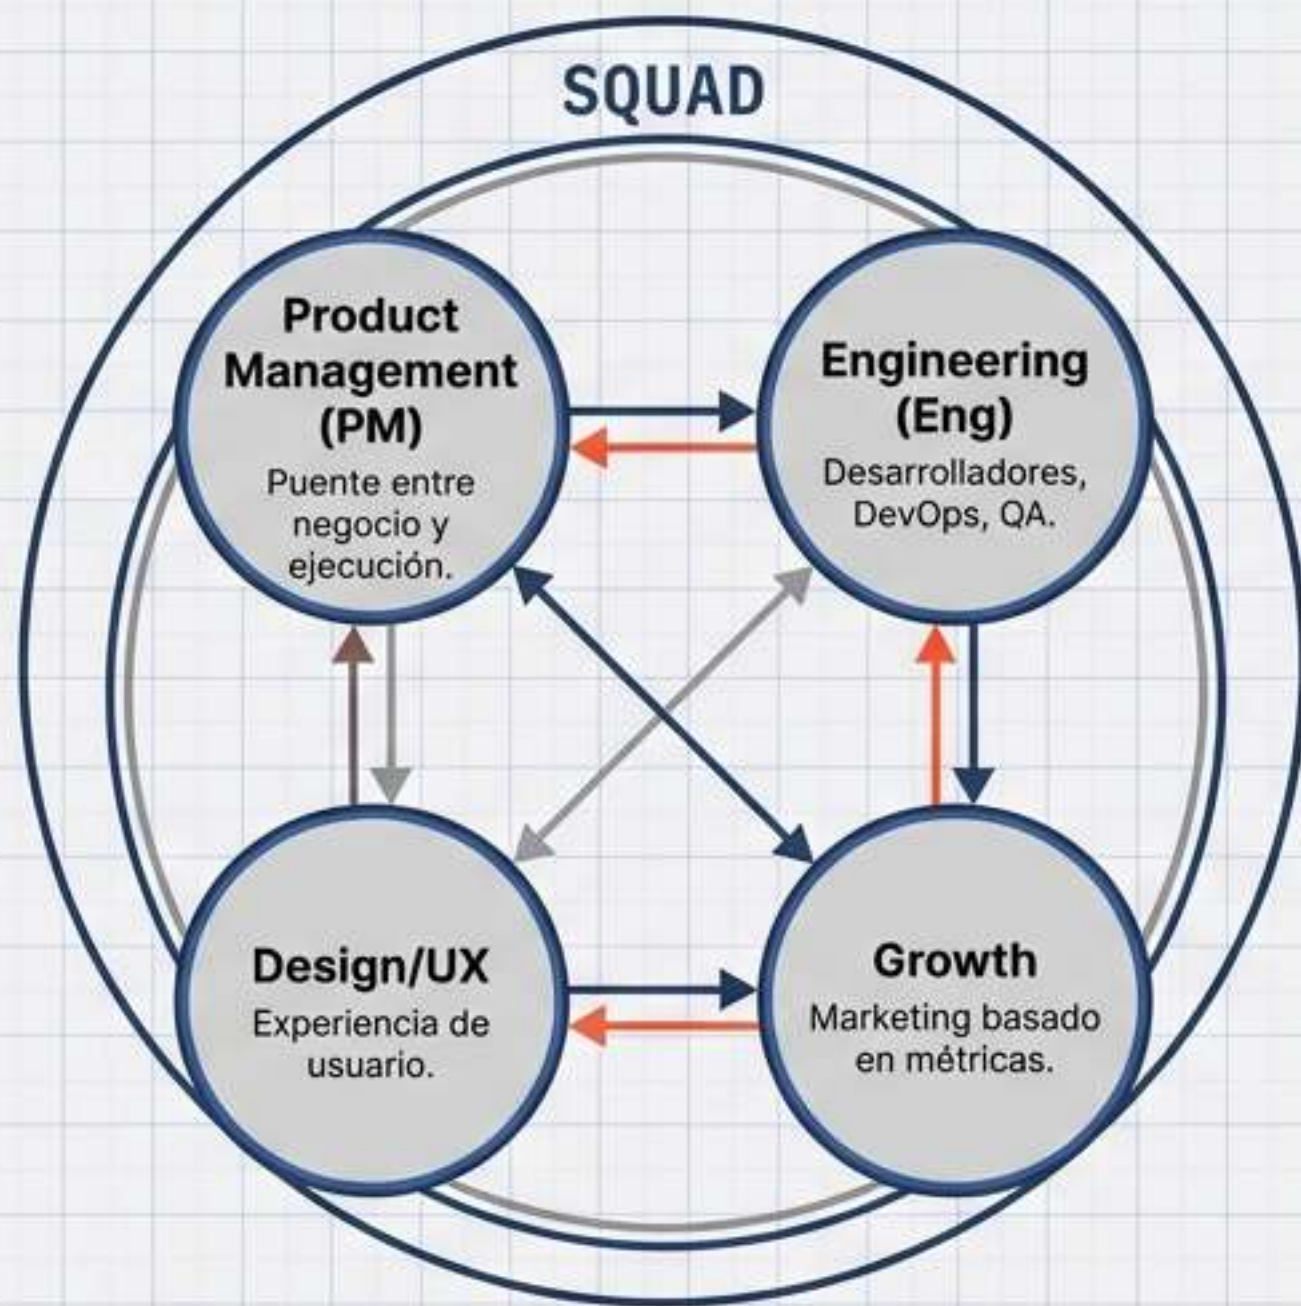 SQUAD
Product
Management
(PM)
Puente entre
negocio y
ejecución.
Engineering
(Eng)
Desarrolladores,
DevOps, QA.
Design/UX
Experiencia de
usuario.
Growth
Marketing basado
en métricas.